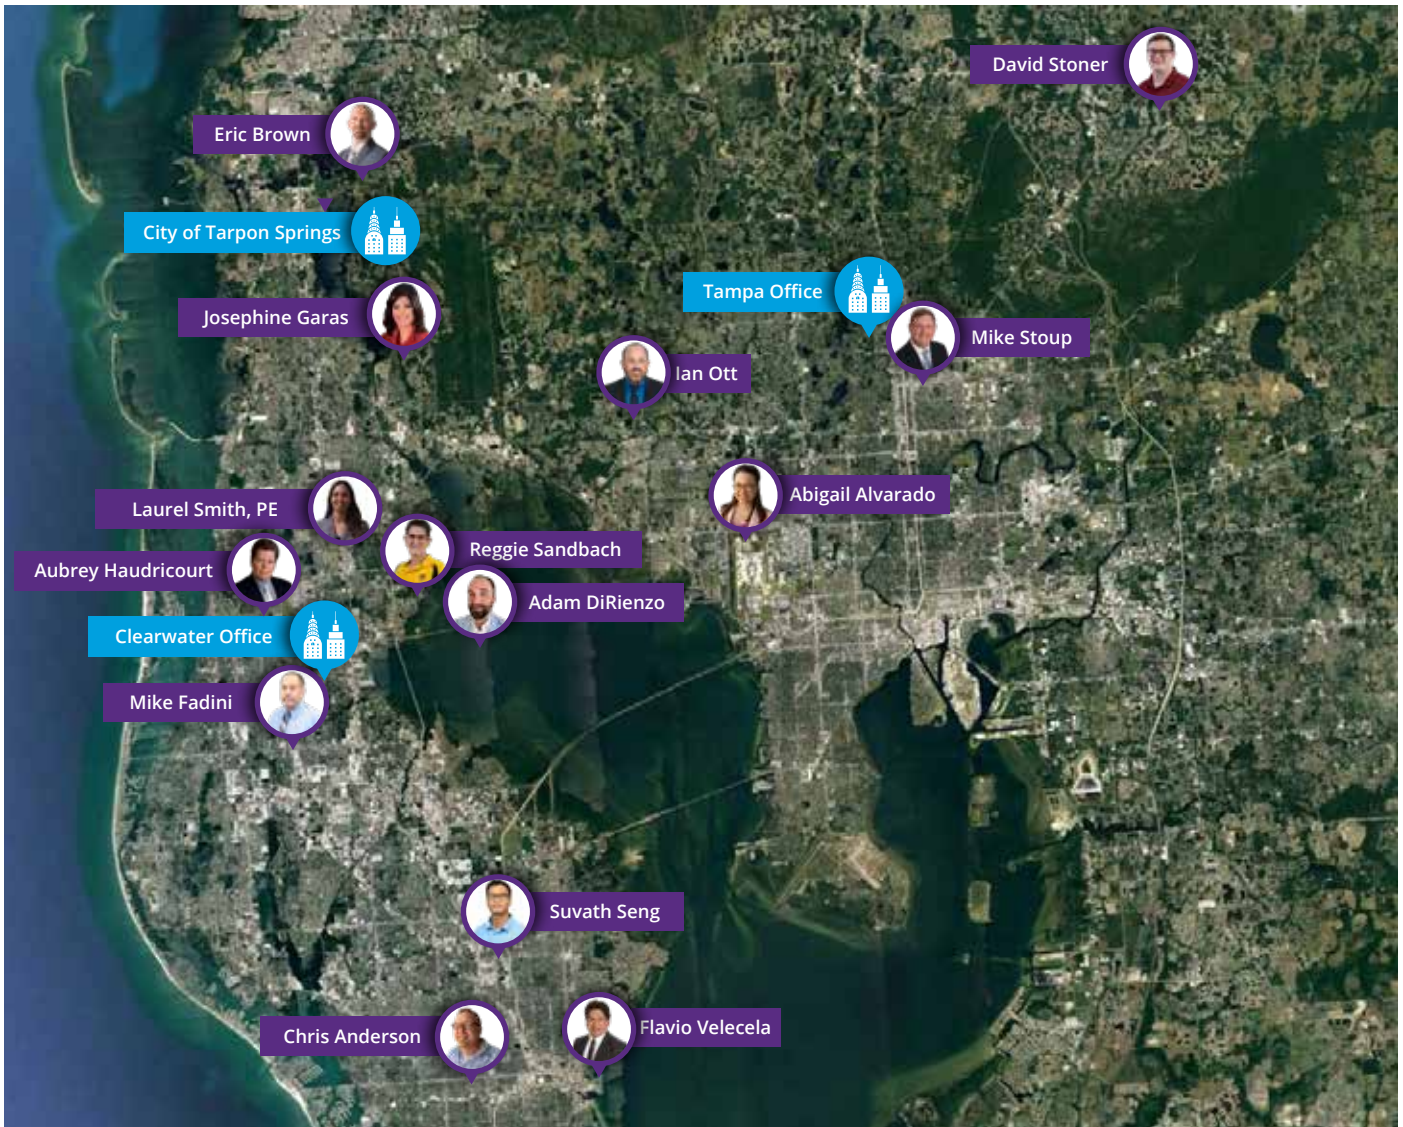 David Stoner
Eric Brown
City of Tarpon Springs
Tampa Office
Josephine Garas
Mike Stoup
Ian Ott
Laurel Smith, PE
Abigail Alvarado
Reggie Sandbach
Aubrey Haudricourt
Adam DiRienzo
Clearwater Office
Mike Fadini
Suvath Seng
Chris Anderson
Flavio Velecela